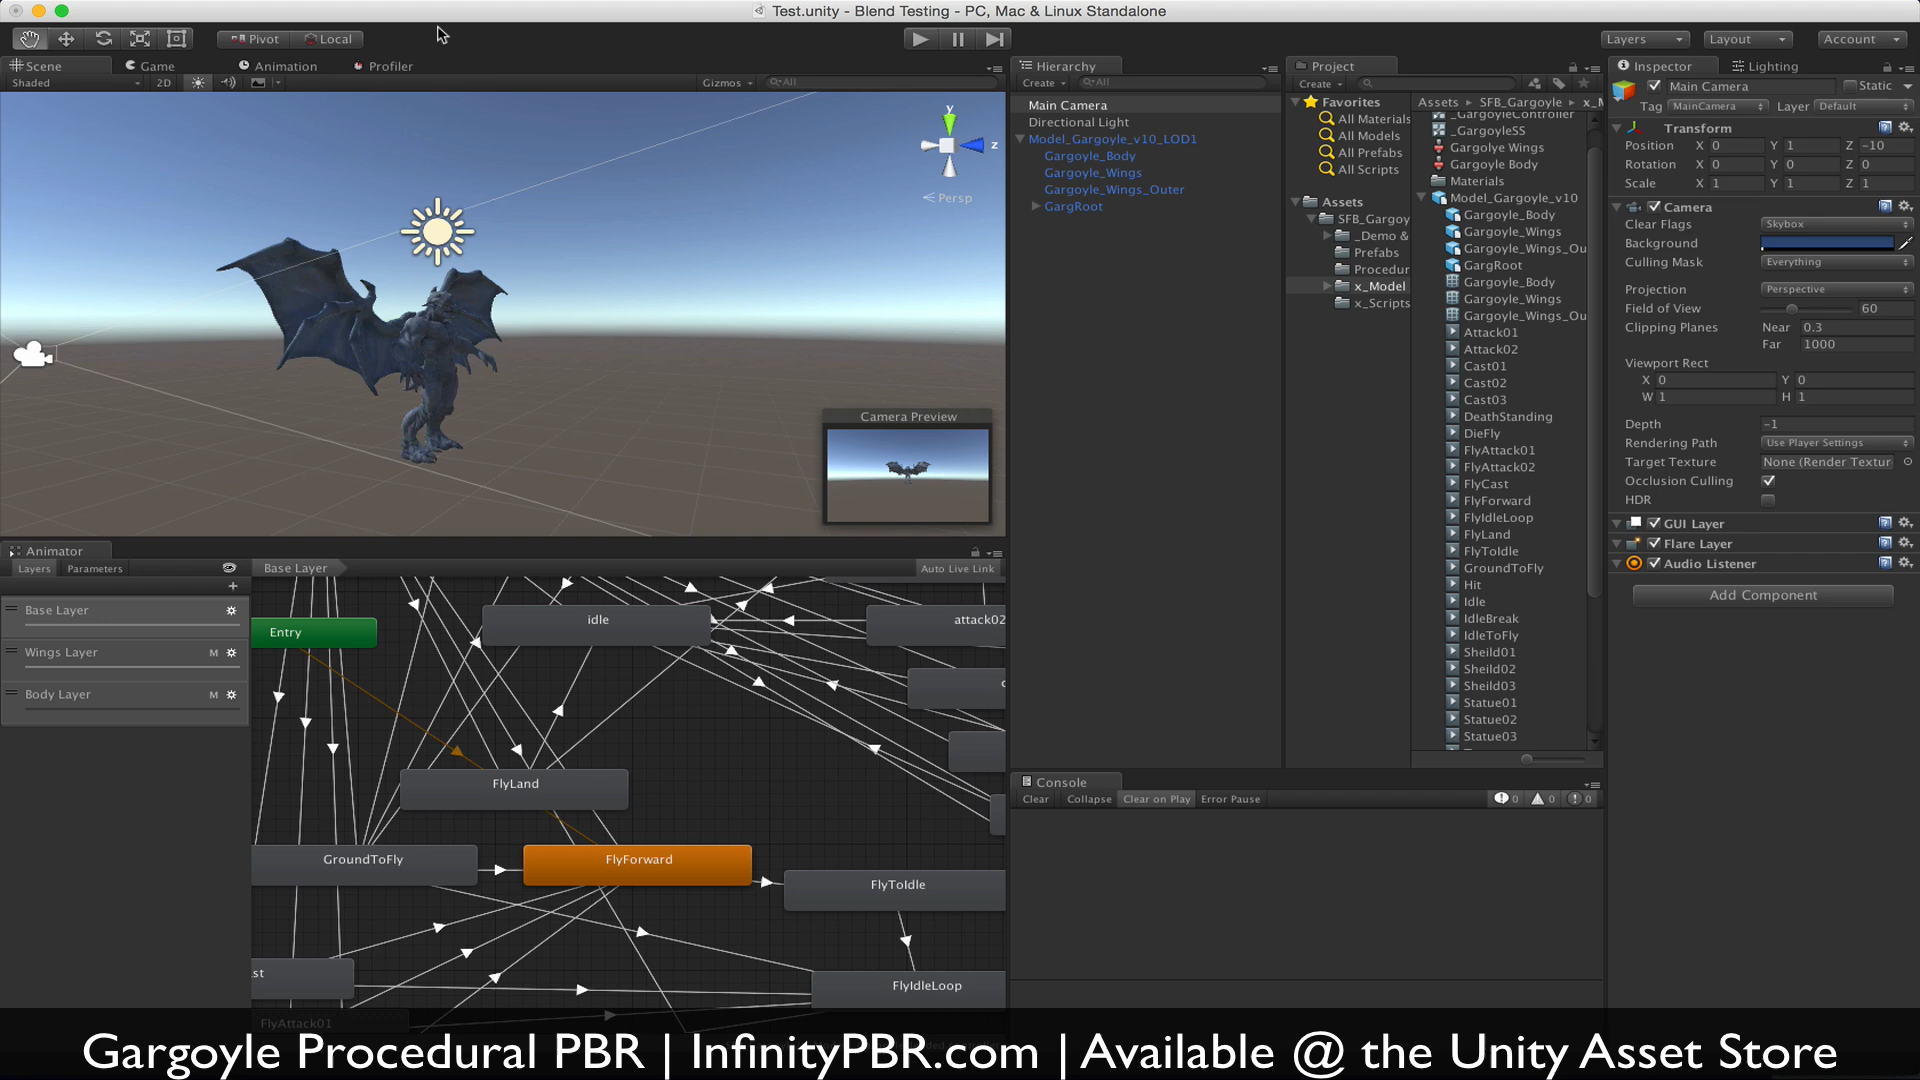 Test.unity - Blend Testing - PC, Mac & Linux Standalone
Pivot Local
Layers Layout Account
Scene Game Animation Profiler
Shaded 2D Gizmos All
y
z
Persp
Camera Preview
Animator
Layers Parameters
Base Layer Auto Live Link
Base Layer
Wings Layer M
Body Layer M
Entry
idle
attack02
FlyLand
GroundToFly
FlyForward
FlyToIdle
st
FlyIdleLoop
FlyAttack01
Hierarchy
Create All
Main Camera
Directional Light
Model_Gargoyle_v10_LOD1
Gargoyle_Body
Gargoyle_Wings
Gargoyle_Wings_Outer
GargRoot
Project
Create
Favorites
All Materials
All Models
All Prefabs
All Scripts
Assets
SFB_Gargoy
_Demo &
Prefabs
Procedur
x_Model
x_Scripts
Assets SFB_Gargoyle x_M
_GargoyleController
_GargoyleSS
Gargolye Wings
Gargoyle Body
Materials
Model_Gargoyle_v10
Gargoyle_Body
Gargoyle_Wings
Gargoyle_Wings_Ou
GargRoot
Gargoyle_Body
Gargoyle_Wings
Gargoyle_Wings_Ou
Attack01
Attack02
Cast01
Cast02
Cast03
DeathStanding
DieFly
FlyAttack01
FlyAttack02
FlyCast
FlyForward
FlyIdleLoop
FlyLand
FlyToIdle
GroundToFly
Hit
Idle
IdleBreak
IdleToFly
Sheild01
Sheild02
Sheild03
Statue01
Statue02
Statue03
Console
Clear Collapse Clear on Play Error Pause 0 0 0
Inspector Lighting
Main Camera Static
Tag MainCamera Layer Default
Transform
Position X 0 Y 1 Z -10
Rotation X 0 Y 0 Z 0
Scale X 1 Y 1 Z 1
Camera
Clear Flags Skybox
Background
Culling Mask Everything
Projection Perspective
Field of View 60
Clipping Planes Near 0.3
Far 1000
Viewport Rect
X 0 Y 0
W 1 H 1
Depth -1
Rendering Path Use Player Settings
Target Texture None (Render Textur
Occlusion Culling
HDR
GUI Layer
Flare Layer
Audio Listener
Add Component
Gargoyle Procedural PBR | InfinityPBR.com | Available @ the Unity Asset Store